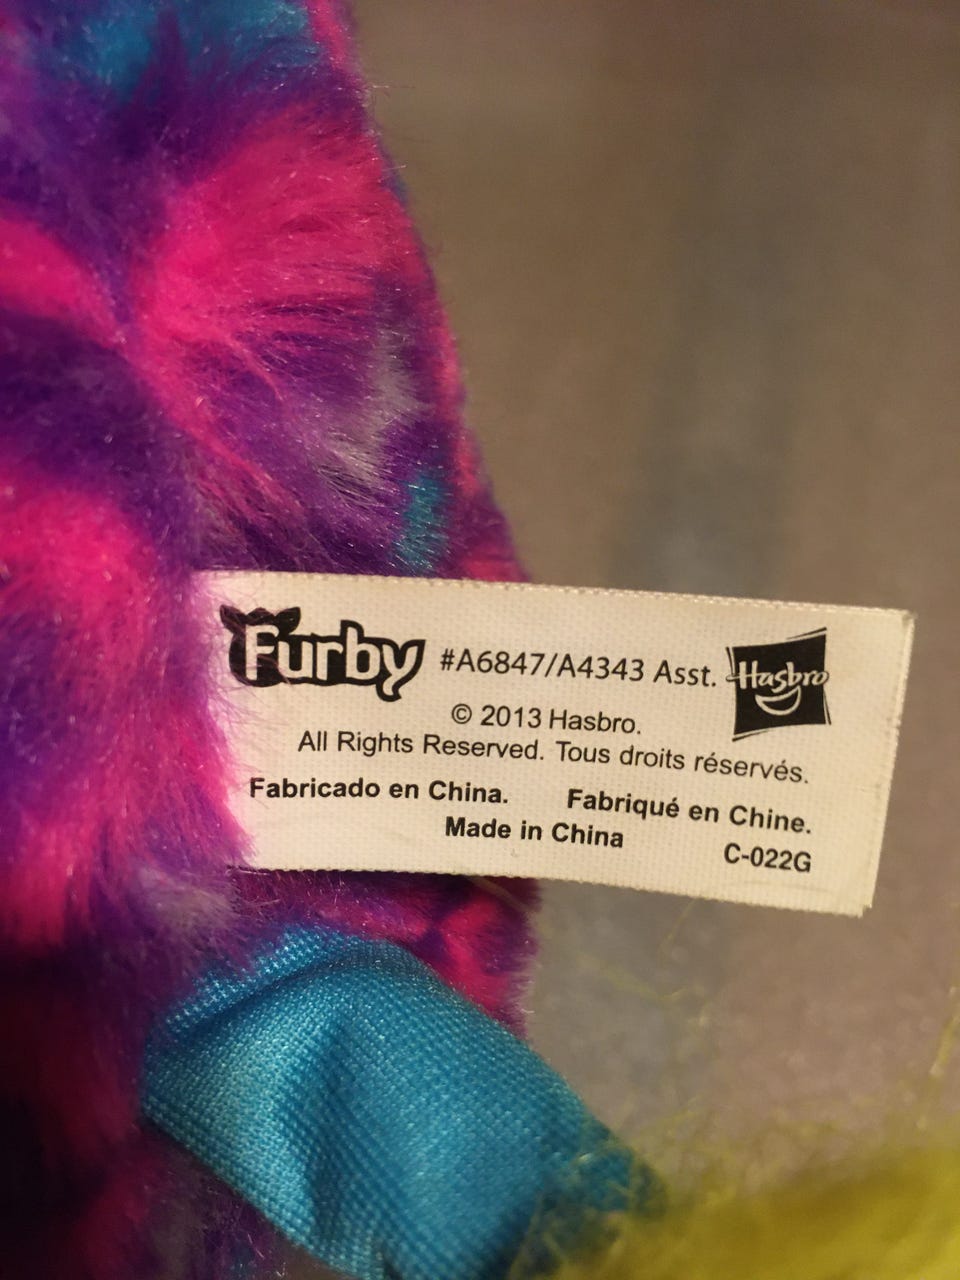 Furby #A6847/A4343 Asst. Hasbro
© 2013 Hasbro.
All Rights Reserved. Tous droits réservés.
Fabricado en China. Fabriqué en Chine.
Made in China
C-022G